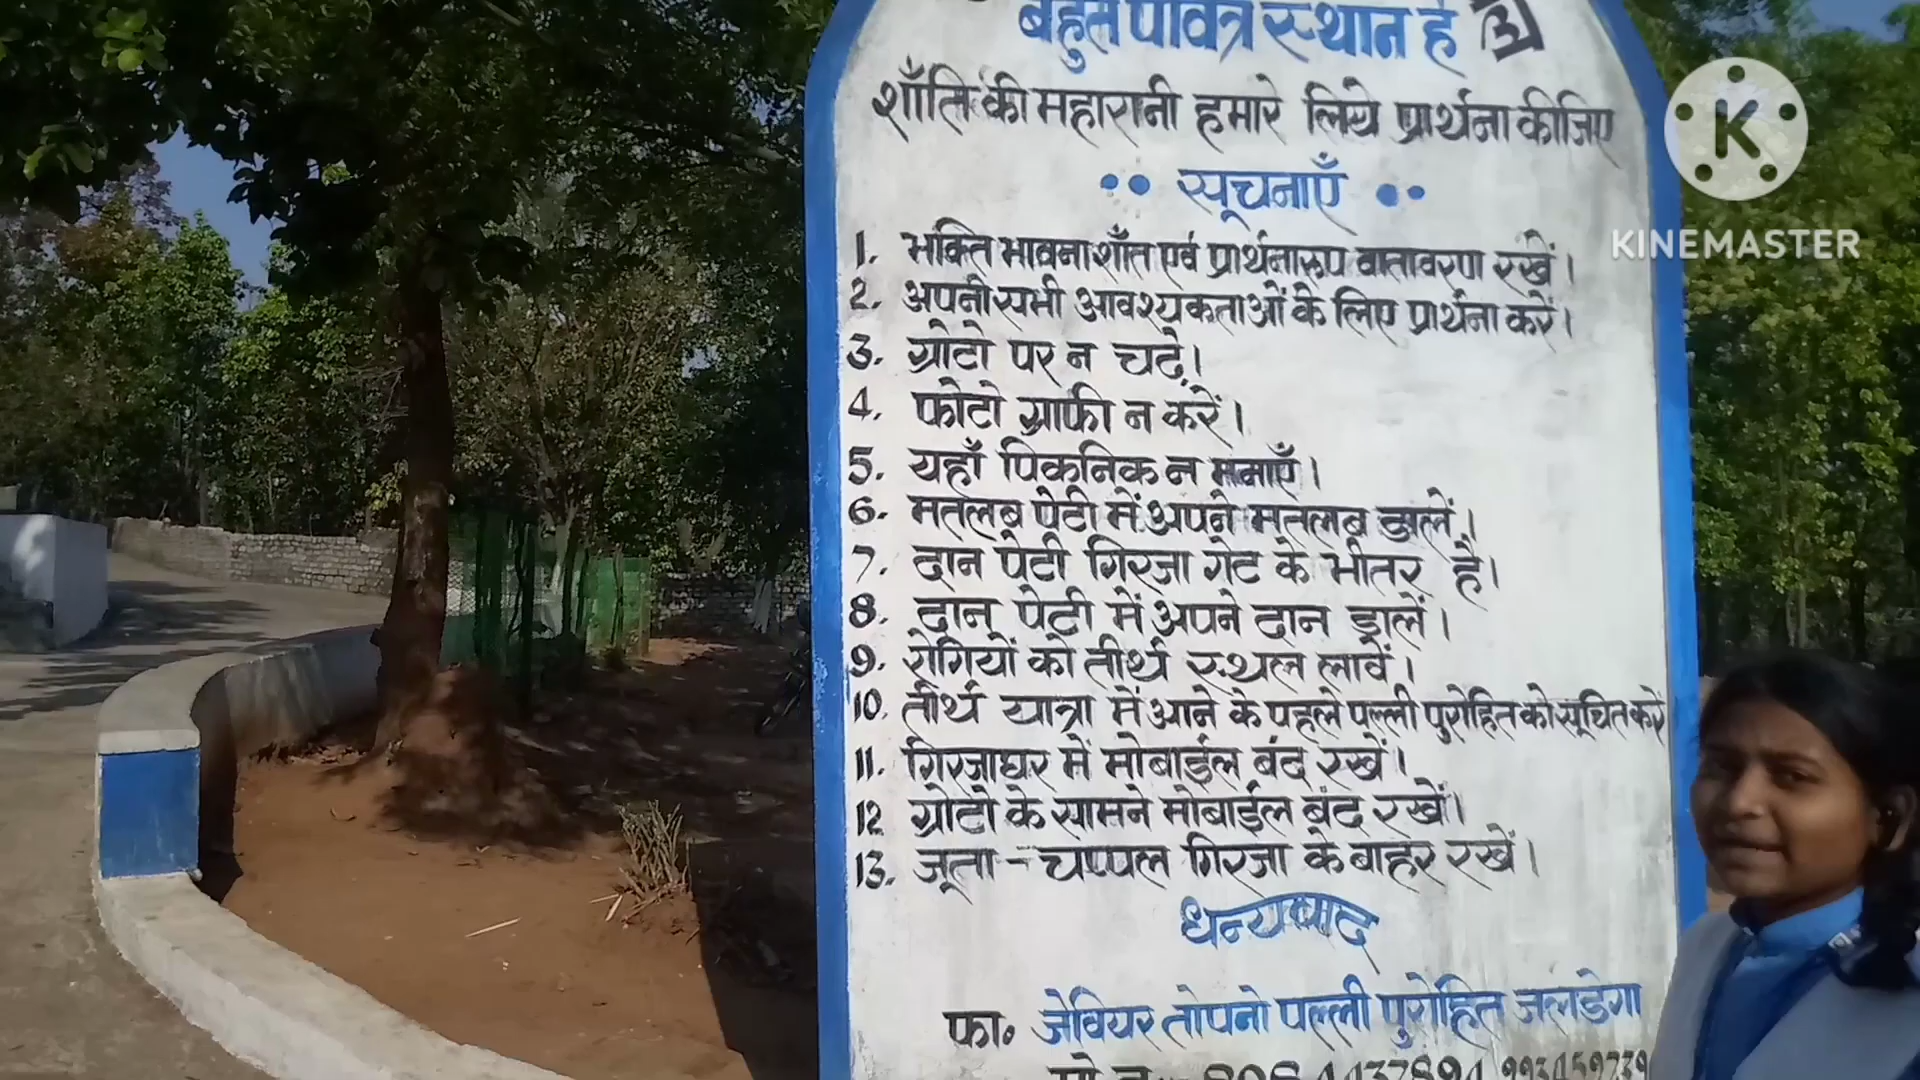 बहुत पवित्र स्थान है
शाँति की महारानी हमारे लिये प्रार्थना कीजिए
सूचनाएँ
1. भक्ति भावना शाँत एवं प्रार्थनारूप वातावरण रखें।
2. अपनी सभी आवश्यकताओं के लिए प्रार्थना करें।
3. ग्रोटो पर न चढ़े।
4. फोटो ग्राफी न करें।
5. यहाँ पिकनिक न मनाएँ।
6. मतलब पेटी में अपने मतलब डालें।
7. दान पेटी गिरजा गेट के भीतर है।
8. दान पेटी में अपने दान ड़ालें।
9. रोगियों को तीर्थ स्थल लावें।
10. तीर्थ यात्रा में आने के पहले पल्ली पुरोहित को सूचित करें
11. गिरजाघर में मोबाईल बंद रखें।
12 ग्रोटो के सामने मोबाईल बंद रखें।
13. जूता - चप्पल गिरजा के बाहर रखें।
धन्यवाद
फा॰ जेवियर तोपनो पल्ली पुरोहित जलडेगा
K
KINEMASTER